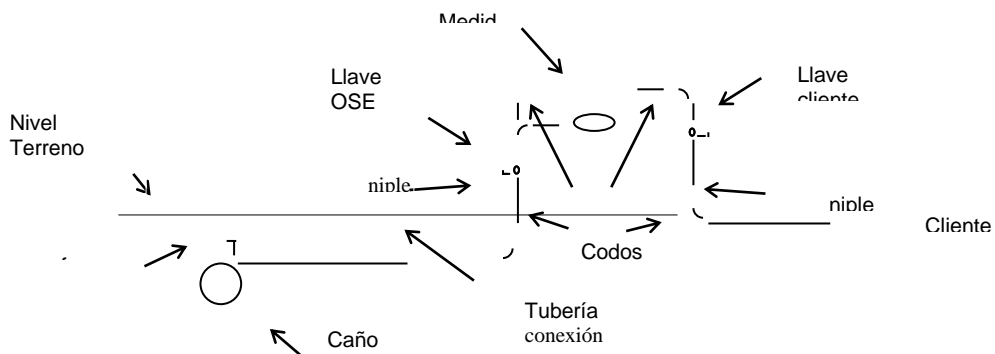 Medid
Llave
OSE
Llave
cliente
Nivel
Terreno
niple
niple
Cliente
Codos
Tubería
conexión
Caño